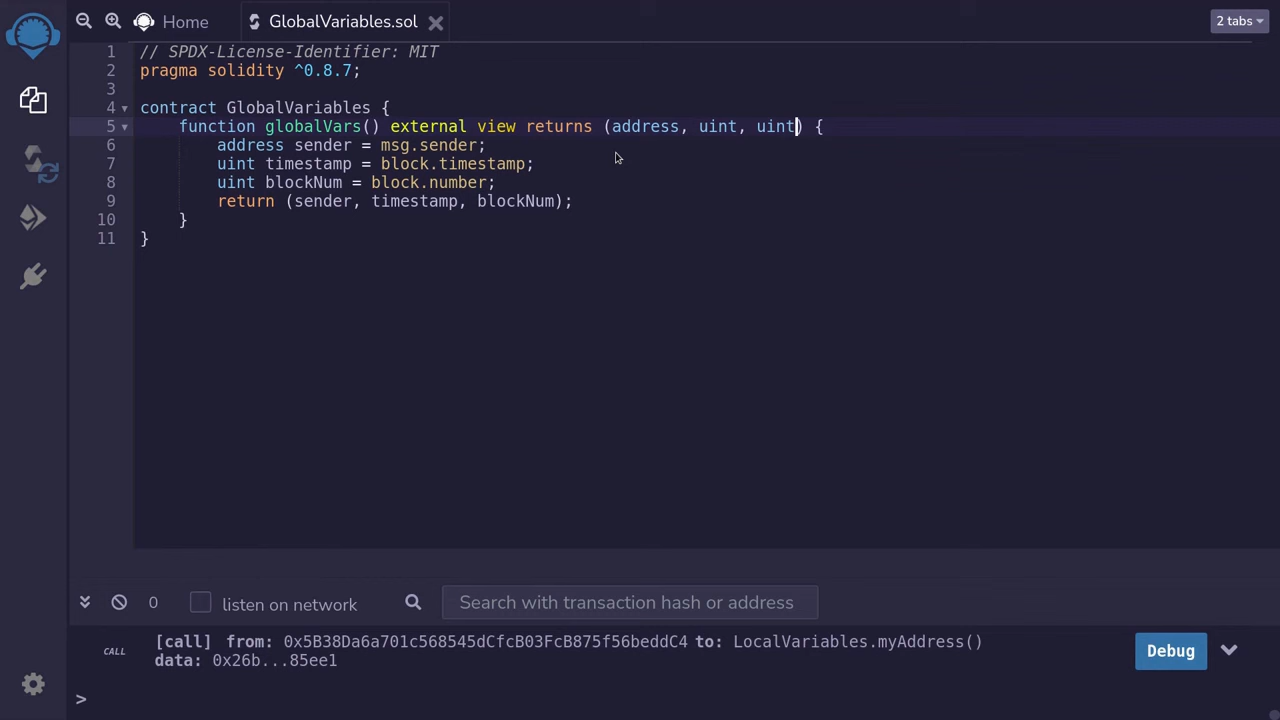 Home GlobalVariables.sol 2 tabs
1 // SPDX-License-Identifier: MIT
2 pragma solidity ^0.8.7;
3
4 contract GlobalVariables {
5 function globalVars() external view returns (address, uint, uint) {
6 address sender = msg.sender;
7 uint timestamp = block.timestamp;
8 uint blockNum = block.number;
9 return (sender, timestamp, blockNum);
10 }
11 }
0 listen on network Search with transaction hash or address
CALL [call] from: 0x5B38Da6a701c568545dCfcB03FcB875f56beddC4 to: LocalVariables.myAddress() Debug
data: 0x26b...85ee1
>